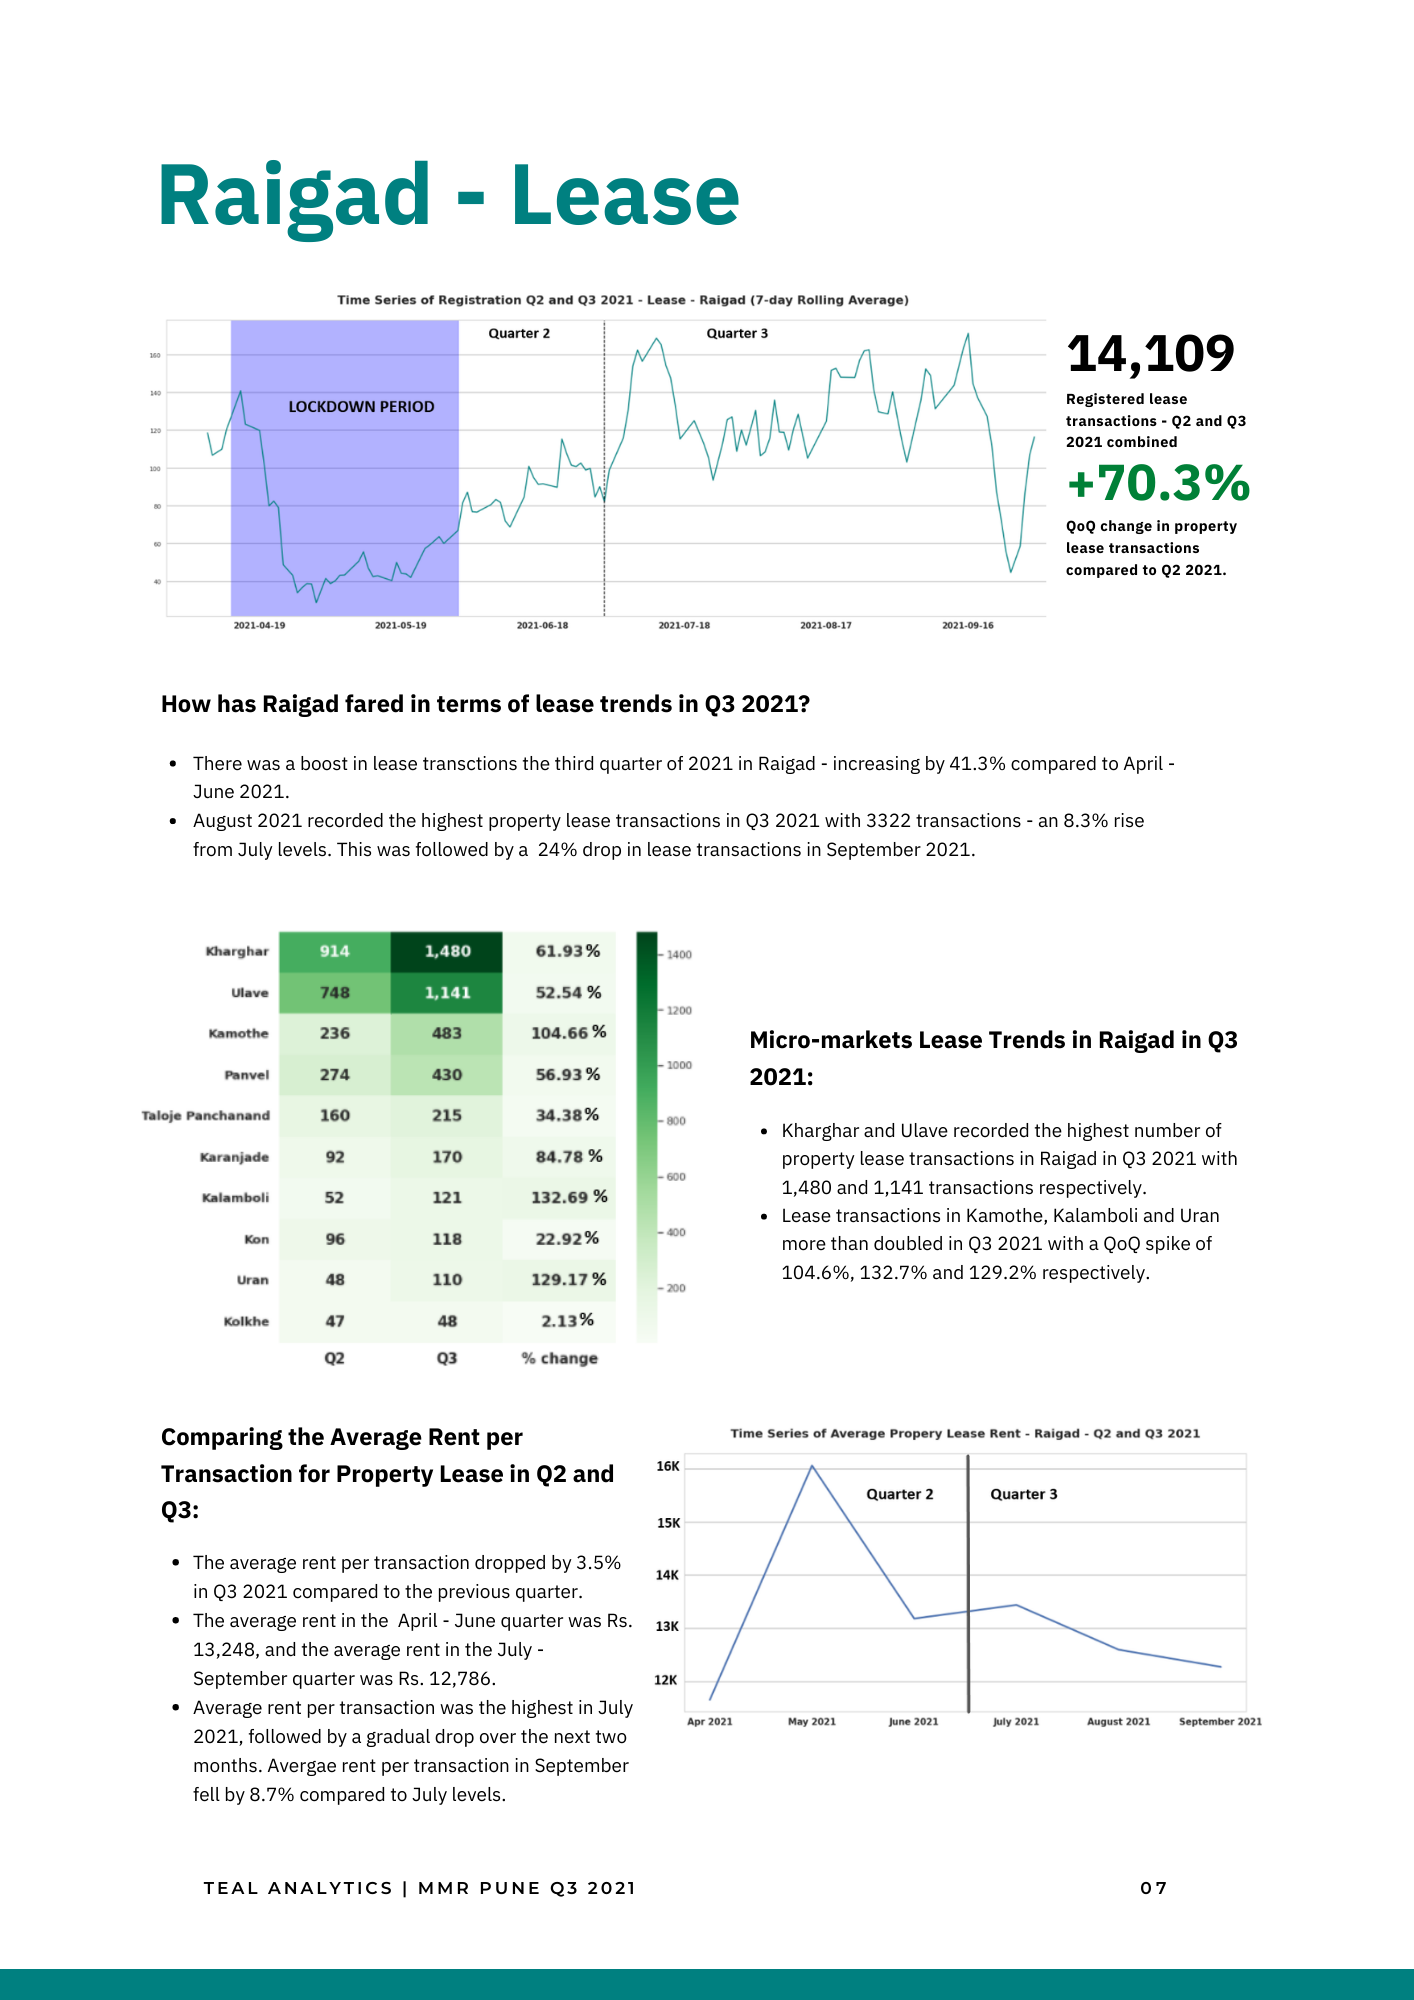 Raigad - Lease
Time Series of Registration Q2 and Q3 2021 - Lease - Raigad (7-day Rolling Average)
Quarter 2
Quarter 3
LOCKDOWN PERIOD
160
140
120
100
80
60
40
2021-04-19
2021-05-19
2021-06-18
2021-07-18
2021-08-17
2021-09-16
14,109
Registered lease
transactions - Q2 and Q3
2021 combined
+70.3%
QoQ change in property
lease transactions
compared to Q2 2021.
How has Raigad fared in terms of lease trends in Q3 2021?
• There was a boost in lease transctions the third quarter of 2021 in Raigad - increasing by 41.3% compared to April -
June 2021.
• August 2021 recorded the highest property lease transactions in Q3 2021 with 3322 transactions - an 8.3% rise
from July levels. This was followed by a  24% drop in lease transactions in September 2021.
Kharghar 914 1,480 61.93%
Ulave 748 1,141 52.54 %
Kamothe 236 483 104.66 %
Panvel 274 430 56.93 %
Taloje Panchanand 160 215 34.38%
Karanjade 92 170 84.78 %
Kalamboli 52 121 132.69 %
Kon 96 118 22.92%
Uran 48 110 129.17 %
Kolkhe 47 48 2.13%
Q2 Q3 % change
1400
1200
1000
800
600
400
200
Micro-markets Lease Trends in Raigad in Q3
2021:
• Kharghar and Ulave recorded the highest number of
property lease transactions in Raigad in Q3 2021 with
1,480 and 1,141 transactions respectively.
• Lease transactions in Kamothe, Kalamboli and Uran
more than doubled in Q3 2021 with a QoQ spike of
104.6%, 132.7% and 129.2% respectively.
Comparing the Average Rent per
Transaction for Property Lease in Q2 and
Q3:
• The average rent per transaction dropped by 3.5%
in Q3 2021 compared to the previous quarter.
• The average rent in the  April - June quarter was Rs.
13,248, and the average rent in the July -
September quarter was Rs. 12,786.
• Average rent per transaction was the highest in July
2021, followed by a gradual drop over the next two
months. Avergae rent per transaction in September
fell by 8.7% compared to July levels.
Time Series of Average Propery Lease Rent - Raigad - Q2 and Q3 2021
Quarter 2
Quarter 3
16K
15K
14K
13K
12K
Apr 2021
May 2021
June 2021
July 2021
August 2021
September 2021
TEAL ANALYTICS | MMR PUNE Q3 2021
07